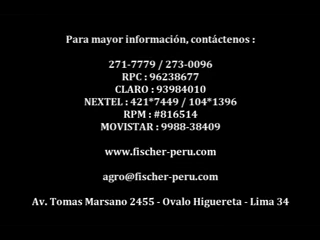 Para mayor información, contáctenos :
271-7779 / 273-0096
RPC : 96238677
CLARO : 93984010
NEXTEL : 421*7449 / 104*1396
RPM : #816514
MOVISTAR : 9988-38409
www.fischer-peru.com
agro@fischer-peru.com
Av. Tomas Marsano 2455 - Ovalo Higuereta - Lima 34